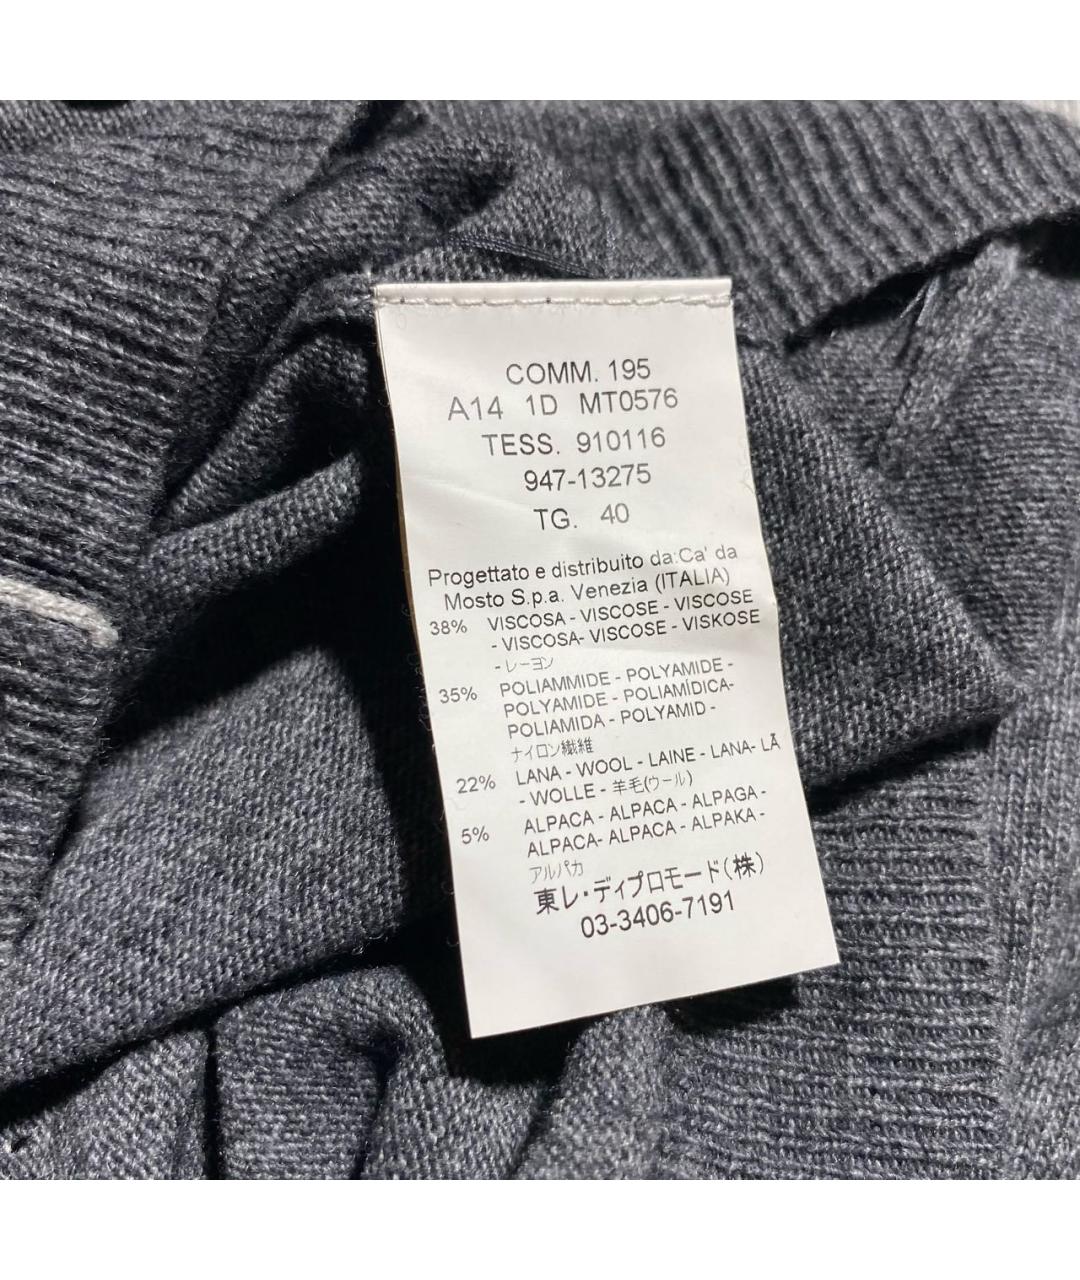 COMM. 195
A14 1D MT0576
TESS. 910116
947-13275
TG. 40
Progettato e distribuito da:Ca' da
Mosto S.p.a. Venezia (ITALIA)
38% VISCOSA - VISCOSE - VISCOSE
- VISCOSA- VISCOSE - VISKOSE
- レーヨン
35% POLIAMMIDE - POLYAMIDE -
POLYAMIDE - POLIAMÍDICA-
POLIAMIDA - POLYAMID -
ナイロン繊維
22% LANA - WOOL - LAINE - LANA- LÃ
- WOLLE - 羊毛(ウール)
5% ALPACA - ALPACA - ALPAGA -
ALPACA- ALPACA - ALPAKA -
アルパカ
東レ・ディプロモード(株)
03-3406-7191